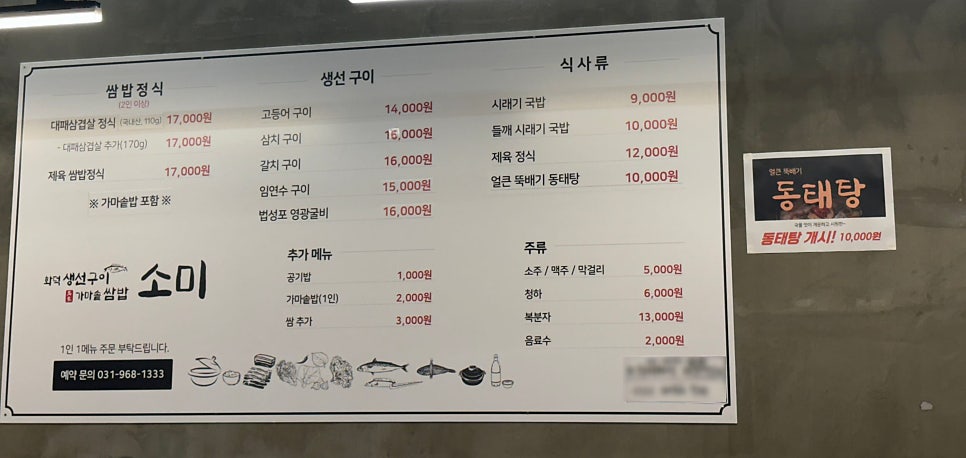 쌈밥정식
(2인 이상)
대패삼겹살 정식 (국내산, 110g) 17,000원
- 대패삼겹살 추가(170g) 17,000원
제육 쌈밥정식 17,000원
※ 가마솥밥 포함 ※
화덕 생선구이
가마솥 쌈밥
소미
1인 1메뉴 주문 부탁드립니다.
예약 문의 031-968-1333
생선 구이
고등어 구이 14,000원
삼치 구이 16,000원
갈치 구이 16,000원
임연수 구이 15,000원
법성포 영광굴비 16,000원
추가 메뉴
공기밥 1,000원
가마솥밥(1인) 2,000원
쌈 추가 3,000원
식사류
시래기 국밥 9,000원
들깨 시래기 국밥 10,000원
제육 정식 12,000원
얼큰 뚝배기 동태탕 10,000원
주류
소주 / 맥주 / 막걸리 5,000원
청하 6,000원
복분자 13,000원
음료수 2,000원
얼큰 뚝배기
동태탕
동태탕 개시! 10,000원